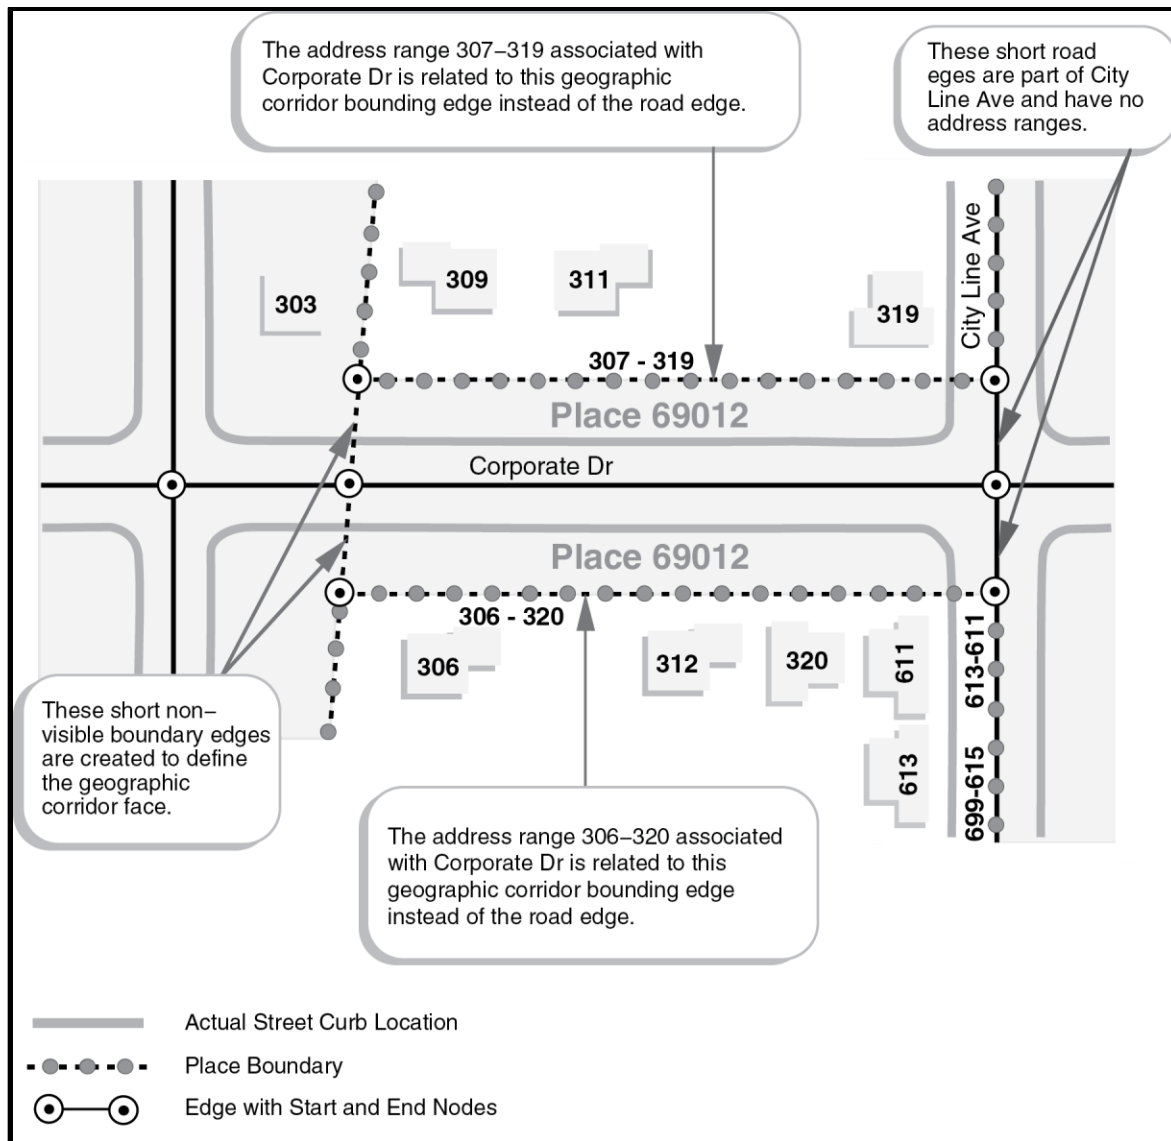 The address range 307–319 associated with
Corporate Dr is related to this geographic
corridor bounding edge instead of the road edge.
These short road
eges are part of City
Line Ave and have no
address ranges.
City Line Ave
303
309
311
319
307 - 319
Place 69012
Corporate Dr
Place 69012
306 - 320
306
312
320
611
613-611
613
699-615
These short non–
visible boundary edges
are created to define
the geographic
corridor face.
The address range 306–320 associated
with Corporate Dr is related to this
geographic corridor bounding edge
instead of the road edge.
Actual Street Curb Location
Place Boundary
Edge with Start and End Nodes